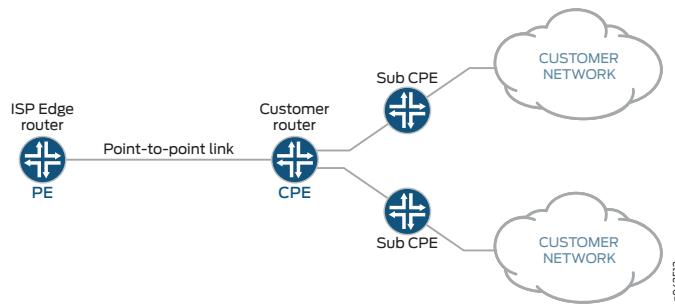 ISP Edge
router
PE
Point-to-point link
Customer
router
CPE
Sub CPE
CUSTOMER
NETWORK
Sub CPE
CUSTOMER
NETWORK